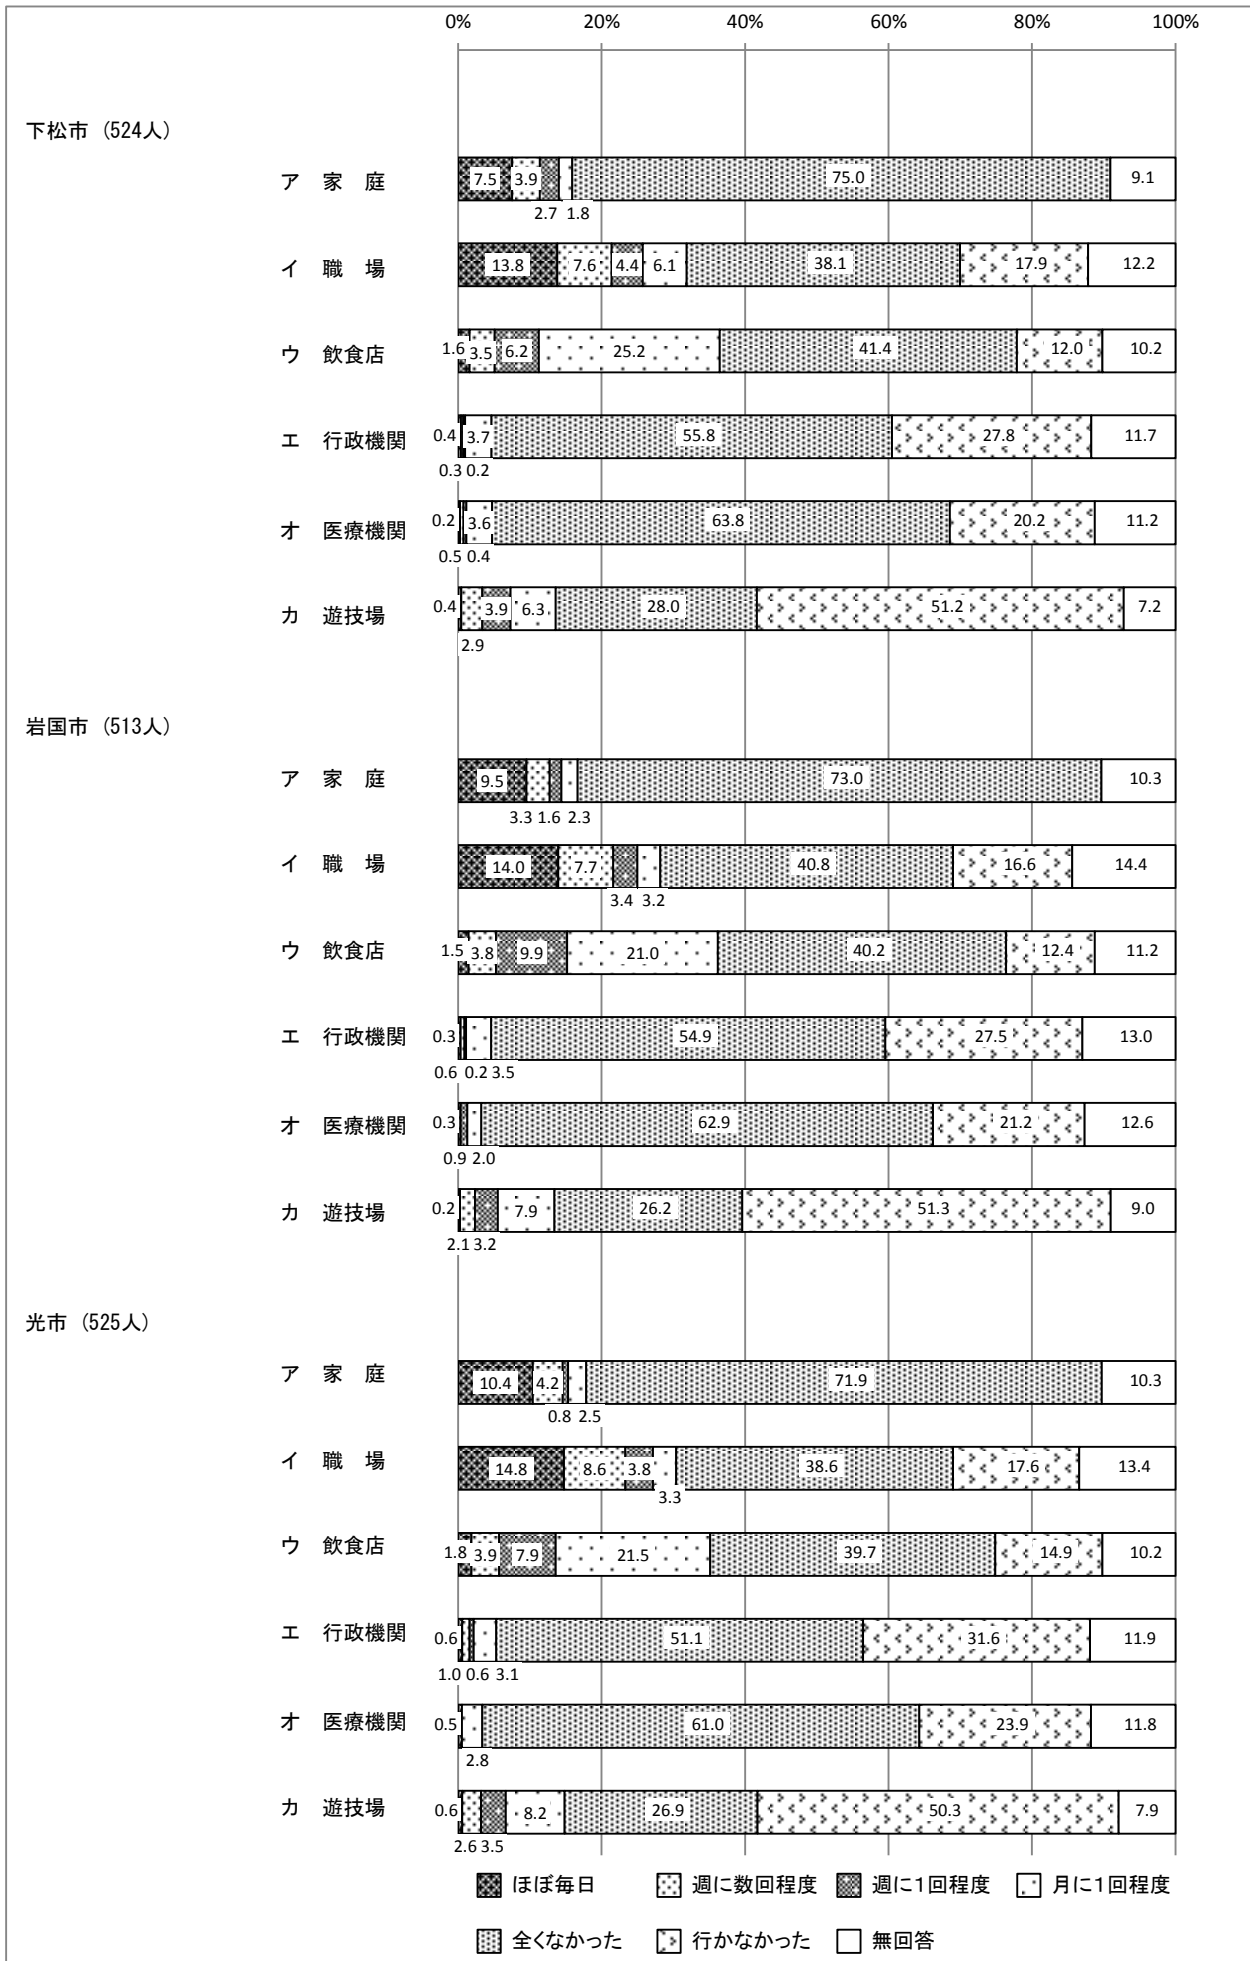 0% 20% 40% 60% 80% 100%
下松市 (524人)
ア 家 庭 7.5 3.9 75.0 9.1
2.7 1.8
イ 職 場 13.8 7.6 4.4 6.1 38.1 17.9 12.2
ウ 飲食店 1.6 3.5 6.2 25.2 41.4 12.0 10.2
エ 行政機関 0.4 3.7 55.8 27.8 11.7
0.3 0.2
オ 医療機関 0.2 3.6 63.8 20.2 11.2
0.5 0.4
カ 遊技場 0.4 3.9 6.3 28.0 51.2 7.2
2.9
岩国市 (513人)
ア 家 庭 9.5 73.0 10.3
3.3 1.6 2.3
イ 職 場 14.0 7.7 40.8 16.6 14.4
3.4 3.2
ウ 飲食店 1.5 3.8 9.9 21.0 40.2 12.4 11.2
エ 行政機関 0.3 54.9 27.5 13.0
0.6 0.2 3.5
オ 医療機関 0.3 62.9 21.2 12.6
0.9 2.0
カ 遊技場 0.2 7.9 26.2 51.3 9.0
2.1 3.2
光市 (525人)
ア 家 庭 10.4 4.2 71.9 10.3
0.8 2.5
イ 職 場 14.8 8.6 3.8 38.6 17.6 13.4
3.3
ウ 飲食店 1.8 3.9 7.9 21.5 39.7 14.9 10.2
エ 行政機関 0.6 51.1 31.6 11.9
1.0 0.6 3.1
オ 医療機関 0.5 61.0 23.9 11.8
2.8
カ 遊技場 0.6 8.2 26.9 50.3 7.9
2.6 3.5
ほぼ毎日 週に数回程度 週に１回程度 月に１回程度
全くなかった 行かなかった 無回答